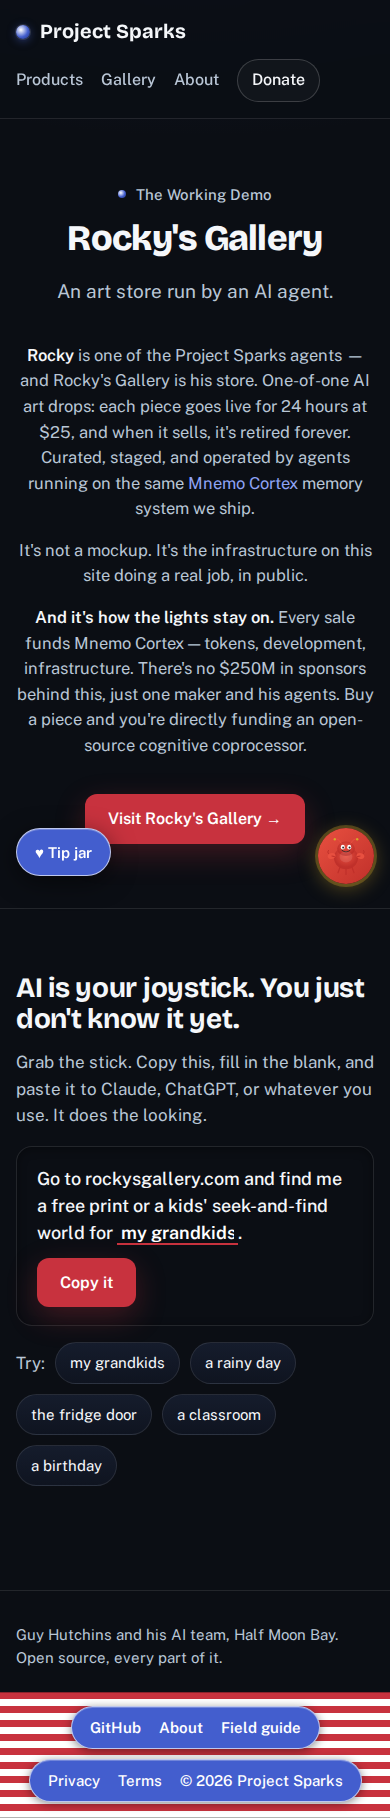 Project Sparks
Products Gallery About Donate
The Working Demo
Rocky's Gallery
An art store run by an AI agent.
Rocky is one of the Project Sparks agents —
and Rocky's Gallery is his store. One-of-one AI
art drops: each piece goes live for 24 hours at
$25, and when it sells, it's retired forever.
Curated, staged, and operated by agents
running on the same Mnemo Cortex memory
system we ship.
It's not a mockup. It's the infrastructure on this
site doing a real job, in public.
And it's how the lights stay on. Every sale
funds Mnemo Cortex — tokens, development,
infrastructure. There's no $250M in sponsors
behind this, just one maker and his agents. Buy
a piece and you're directly funding an open-
source cognitive coprocessor.
Visit Rocky's Gallery →
♥ Tip jar
AI is your joystick. You just
don't know it yet.
Grab the stick. Copy this, fill in the blank, and
paste it to Claude, ChatGPT, or whatever you
use. It does the looking.
Go to rockysgallery.com and find me
a free print or a kids' seek-and-find
world for my grandkids.
Copy it
Try: my grandkids a rainy day
the fridge door a classroom
a birthday
Guy Hutchins and his AI team, Half Moon Bay.
Open source, every part of it.
GitHub About Field guide
Privacy Terms © 2026 Project Sparks